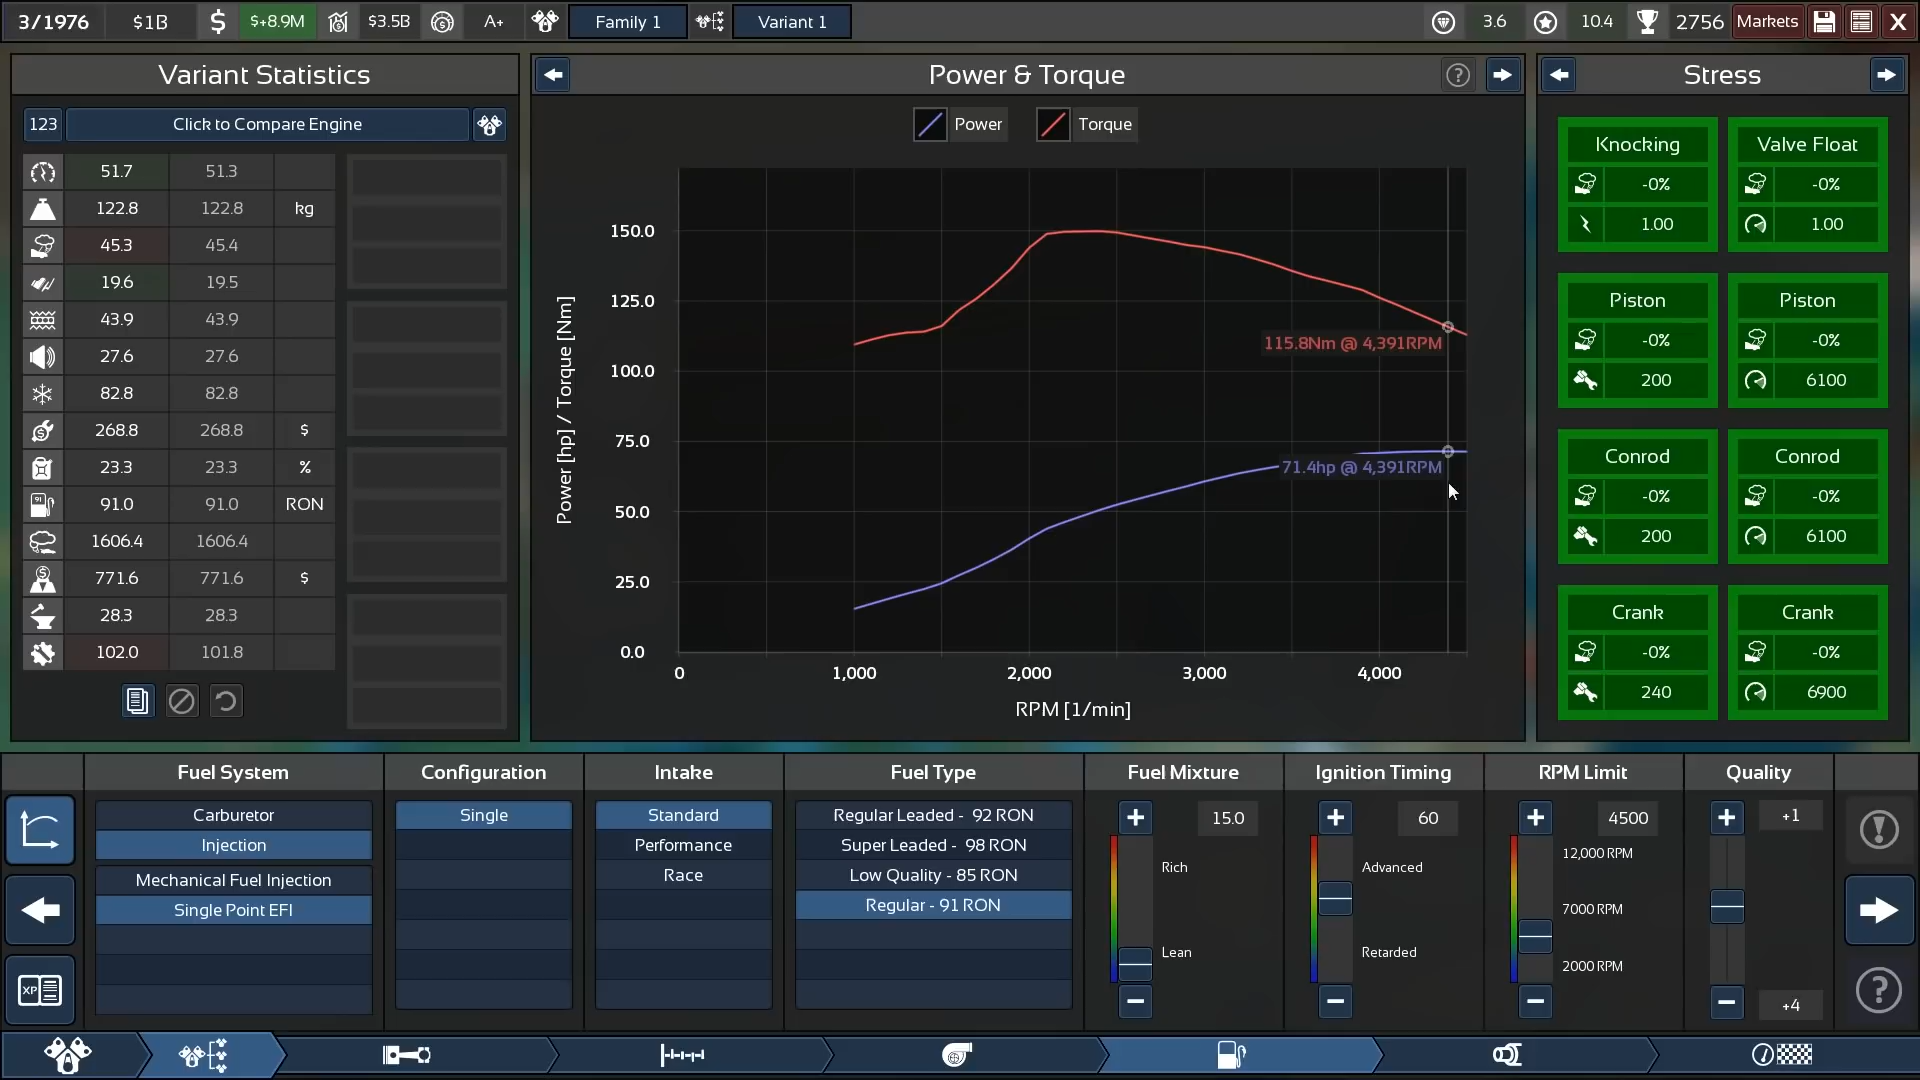 3/1976 $1B $ $+8.9M $3.5B A+ Family 1 Variant 1 3.6 10.4 2756 Markets X
Variant Statistics
123 Click to Compare Engine
51.7 51.3
122.8 122.8 kg
45.3 45.4
19.6 19.5
43.9 43.9
27.6 27.6
82.8 82.8
268.8 268.8 $
23.3 23.3 %
91.0 91.0 RON
1606.4 1606.4
771.6 771.6 $
28.3 28.3
102.0 101.8
Power & Torque ?
Power Torque
Power [hp] / Torque [Nm]
150.0
125.0
100.0
75.0
50.0
25.0
0.0
115.8Nm @ 4,391RPM
71.4hp @ 4,391RPM
0 1,000 2,000 3,000 4,000
RPM [1/min]
Stress
Knocking Valve Float
-0% -0%
1.00 1.00
Piston Piston
-0% -0%
200 6100
Conrod Conrod
-0% -0%
200 6100
Crank Crank
-0% -0%
240 6900
Fuel System
Carburetor
Injection
Mechanical Fuel Injection
Single Point EFI
Configuration
Single
Intake
Standard
Performance
Race
Fuel Type
Regular Leaded - 92 RON
Super Leaded - 98 RON
Low Quality - 85 RON
Regular - 91 RON
Fuel Mixture
+ 15.0
Rich
Lean
−
Ignition Timing
+ 60
Advanced
Retarded
−
RPM Limit
+ 4500
12,000 RPM
7000 RPM
2000 RPM
−
Quality
+ +1
− +4
XP
!
?